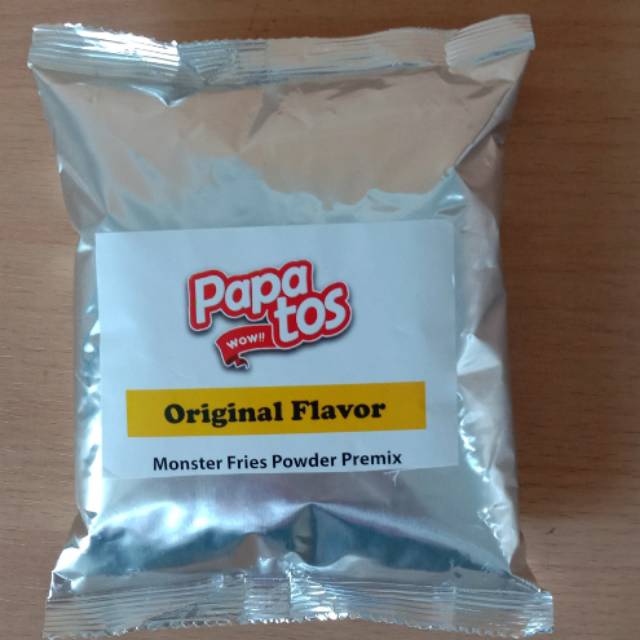 Papa
tos
WOW!!
Original Flavor
Monster Fries Powder Premix